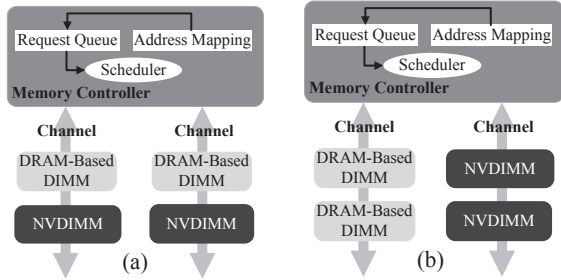 Request Queue Address Mapping
Scheduler
Memory Controller
Channel Channel
DRAM-Based DIMM DRAM-Based DIMM
NVDIMM NVDIMM
(a)
Request Queue Address Mapping
Scheduler
Memory Controller
Channel Channel
DRAM-Based DIMM NVDIMM
DRAM-Based DIMM NVDIMM
(b)